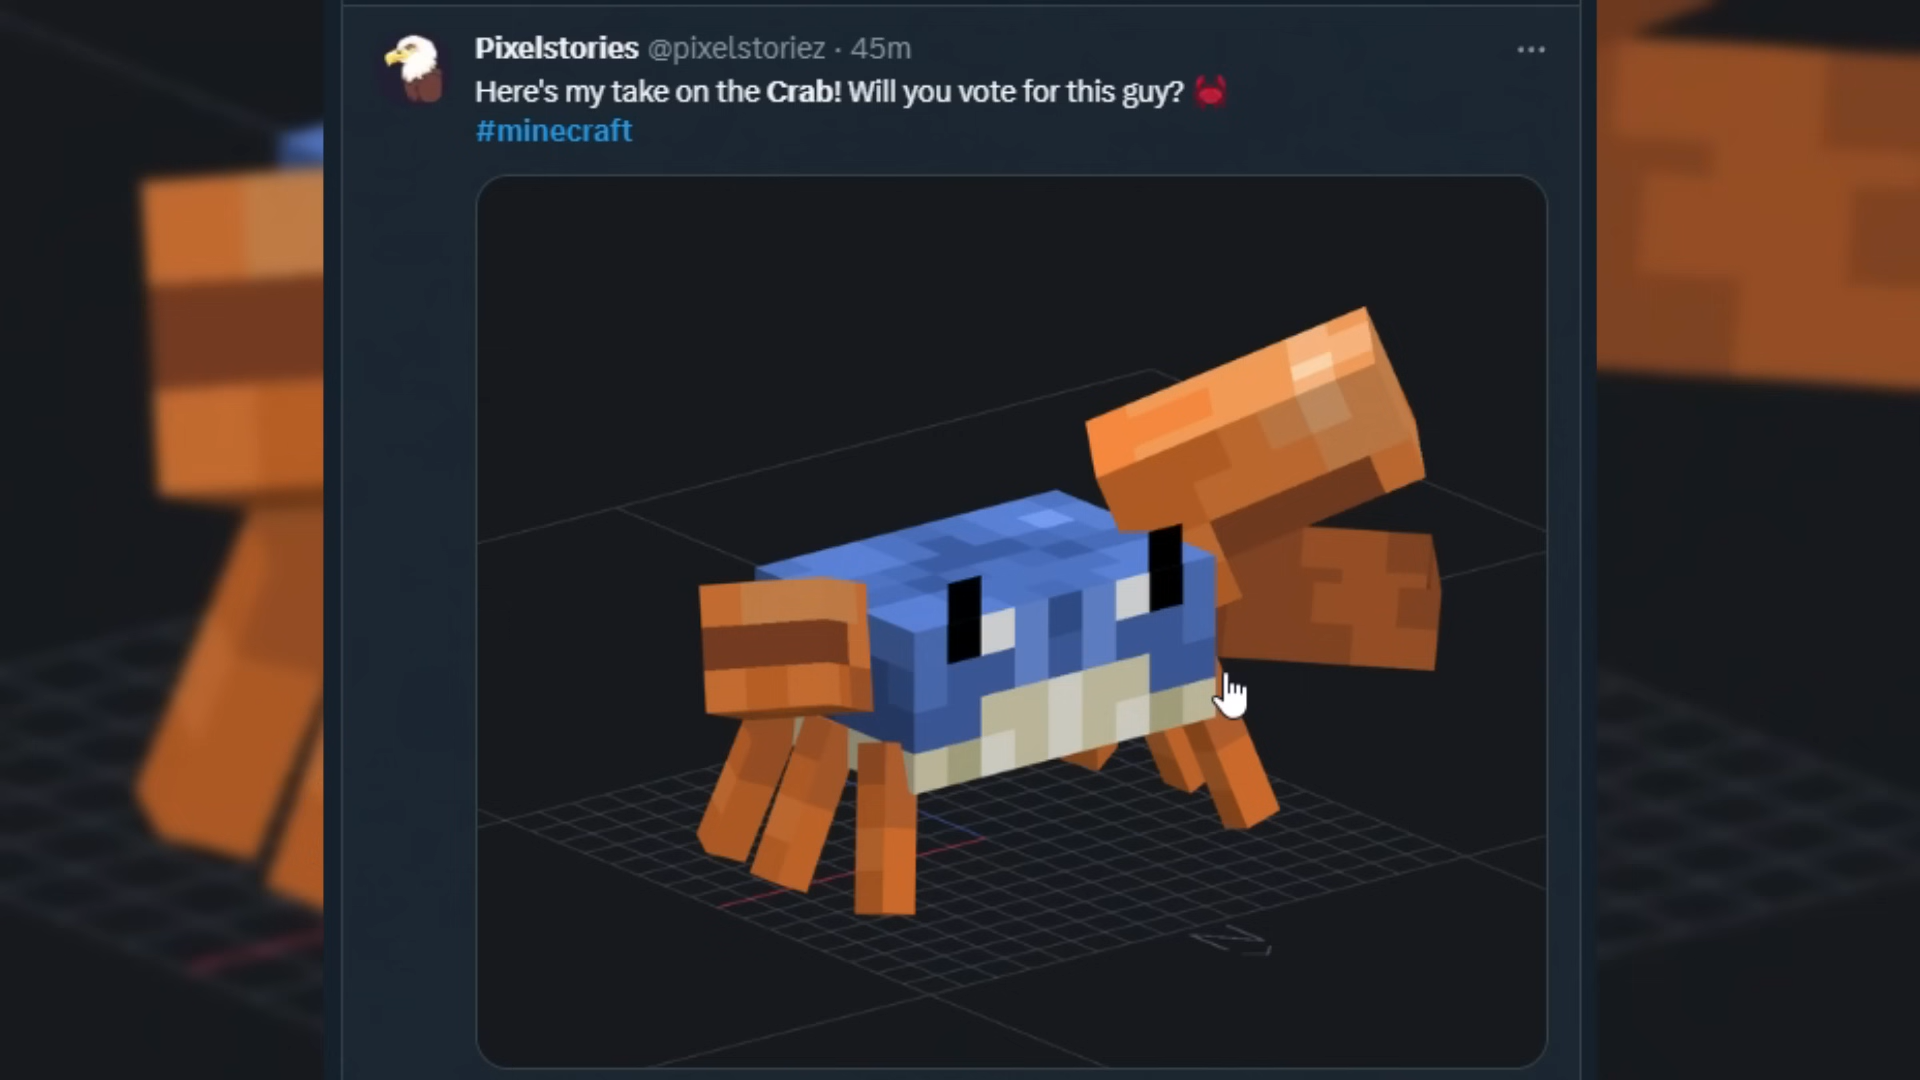 Pixelstories @pixelstoriez · 45m
Here's my take on the Crab! Will you vote for this guy? 🦀
#minecraft